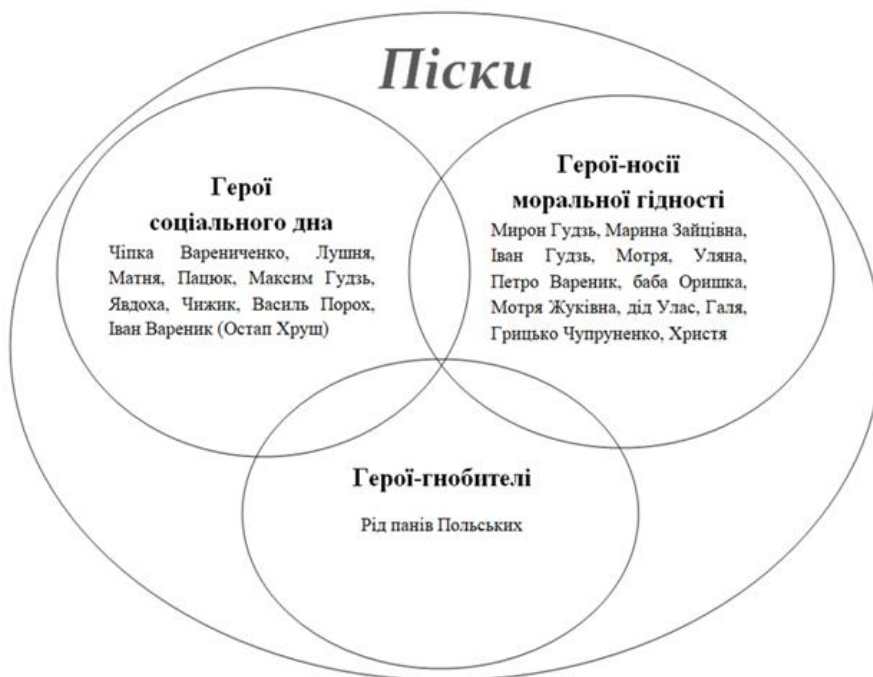 Піски
Герої
соціального дна
Чіпка Варениченко, Лушня,
Матня, Пацюк, Максим Гудзь,
Явдоха, Чижик, Василь Порох,
Іван Вареник (Остап Хрущ)
Герої-носії
моральної гідності
Мирон Гудзь, Марина Зайцівна,
Іван Гудзь, Мотря, Уляна,
Петро Вареник, баба Оришка,
Мотря Жуківна, дід Улас, Галя,
Грицько Чупруненко, Христя
Герої-гнобителі
Рід панів Польських